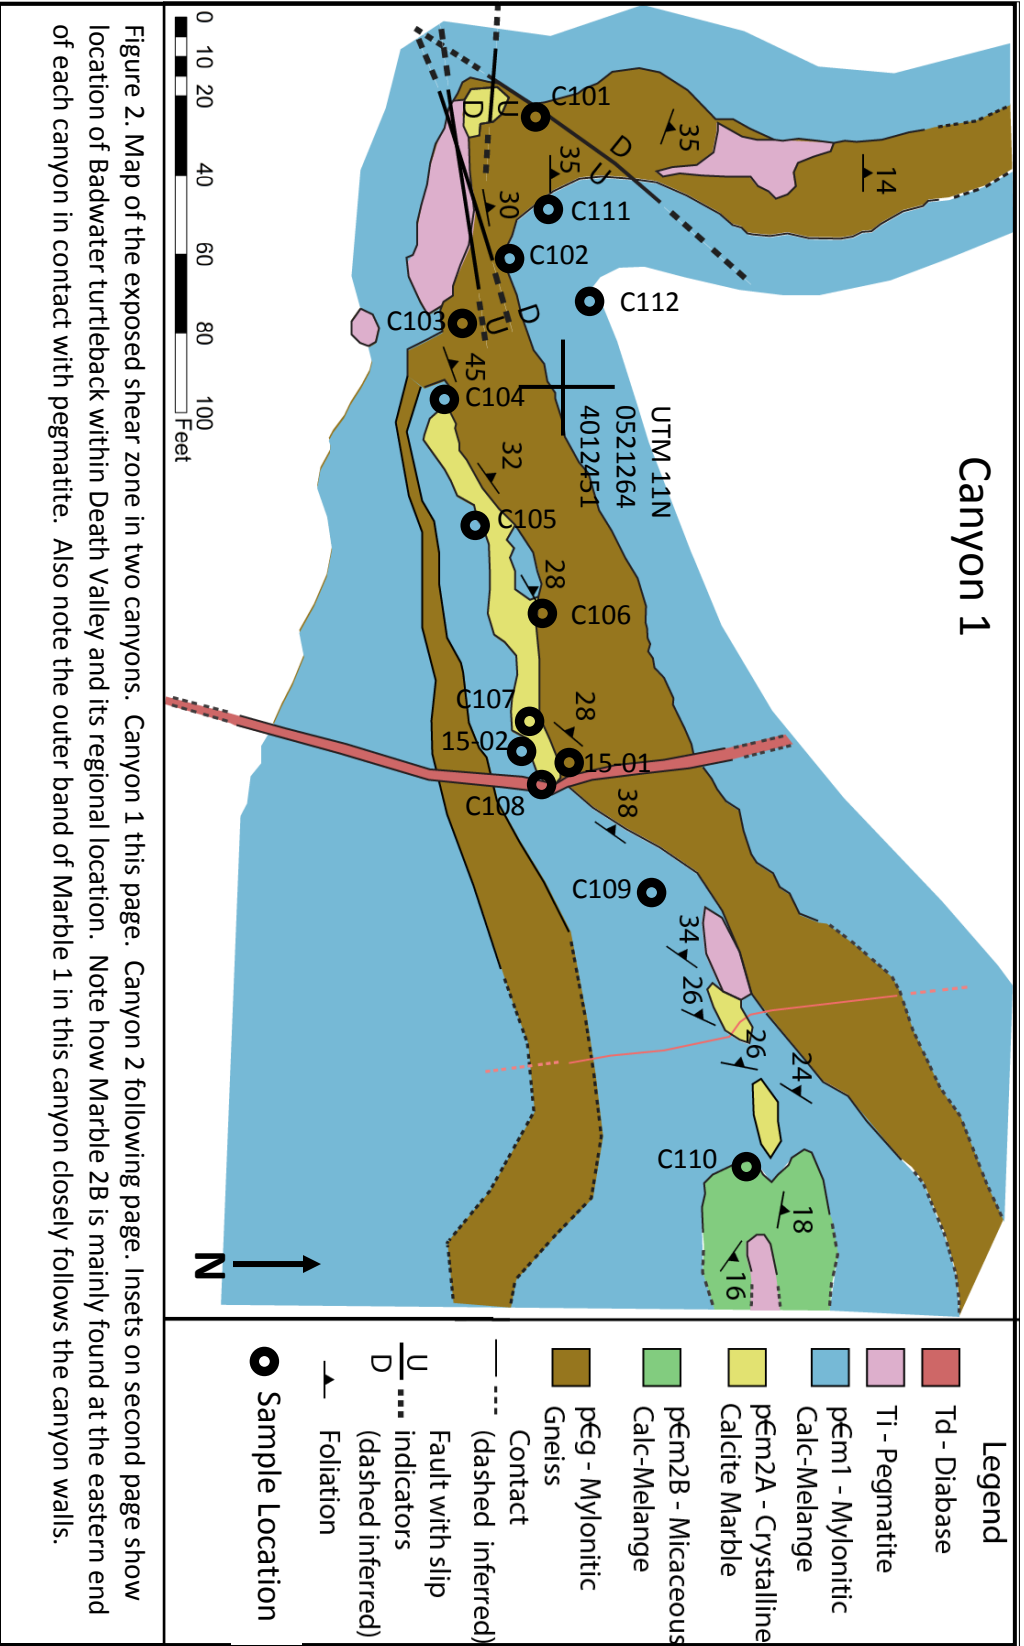 Canyon 1
UTM 11N
0521264
4012451
C101
C111
C102
C112
C103
C104
C105
C106
C107
15-02
15-01
C108
C109
C110
35
14
35
30
45
32
28
28
38
34
26
26
24
18
16
U
D
D
U
D
U
N
0 10 20 40 60 80 100
Feet
Legend
Td - Diabase
Ti - Pegmatite
p€m1 - Mylonitic
Calc-Melange
p€m2A - Crystalline
Calcite Marble
p€m2B - Micaceous
Calc-Melange
p€g - Mylonitic
Gneiss
Contact
(dashed inferred)
U
D
Fault with slip
indicators
(dashed inferred)
Foliation
Sample Location
Figure 2. Map of the exposed shear zone in two canyons. Canyon 1 this page. Canyon 2 following page. Insets on second page show
location of Badwater turtleback within Death Valley and its regional location. Note how Marble 2B is mainly found at the eastern end
of each canyon in contact with pegmatite. Also note the outer band of Marble 1 in this canyon closely follows the canyon walls.